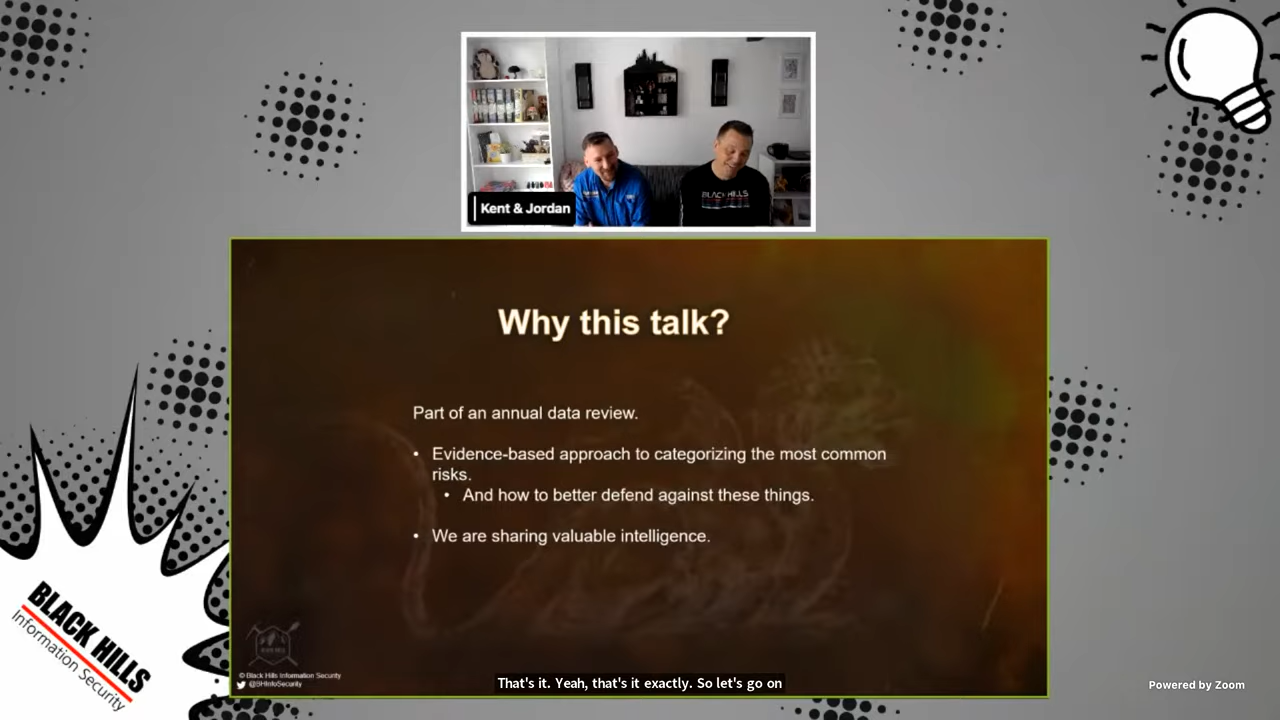 BLACK HILLS
Kent & Jordan
Why this talk?
Part of an annual data review.
• Evidence-based approach to categorizing the most common
risks.
• And how to better defend against these things.
• We are sharing valuable intelligence.
BLACK HILLS
Information Security
© Black Hills Information Security
@BHInfoSecurity
That's it. Yeah, that's it exactly. So let's go on
Powered by Zoom